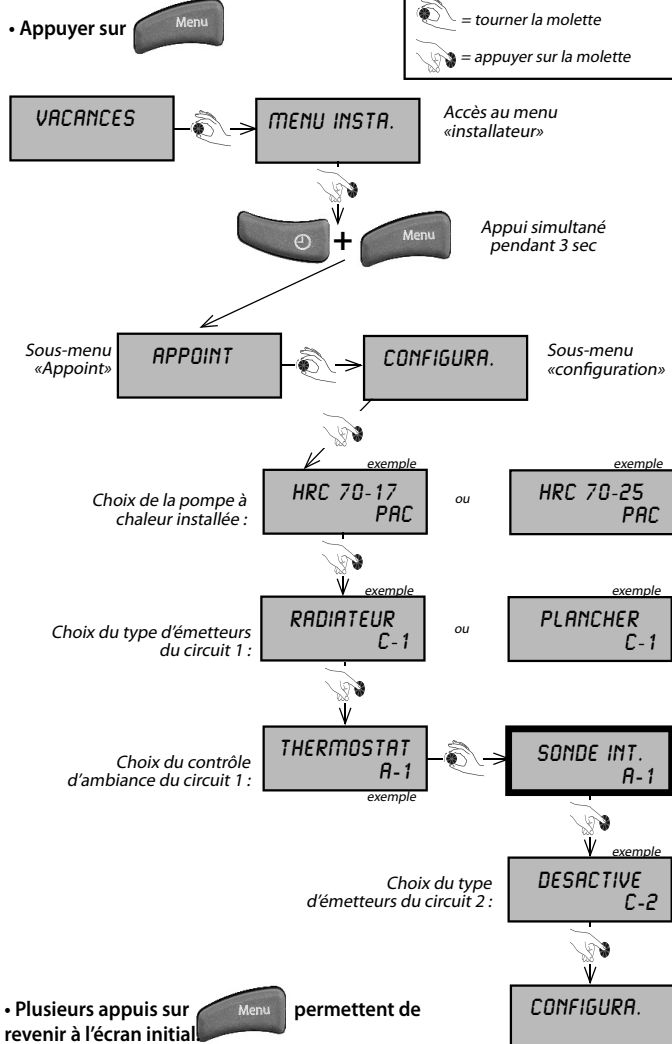 • Appuyer sur Menu
= tourner la molette
= appuyer sur la molette
VACANCES
MENU INSTA.
Accès au menu
«installateur»
+ Menu
Appui simultané
pendant 3 sec
Sous-menu
«Appoint»
APPOINT
CONFIGURA.
Sous-menu
«configuration»
Choix de la pompe à
chaleur installée :
exemple
HRC 70-17
PAC
ou
exemple
HRC 70-25
PAC
Choix du type d'émetteurs
du circuit 1 :
exemple
RADIATEUR
C-1
ou
exemple
PLANCHER
C-1
Choix du contrôle
d'ambiance du circuit 1 :
THERMOSTAT
A-1
exemple
SONDE INT.
A-1
Choix du type
d'émetteurs du circuit 2 :
exemple
DESACTIVE
C-2
CONFIGURA.
• Plusieurs appuis sur Menu permettent de
revenir à l'écran initial.